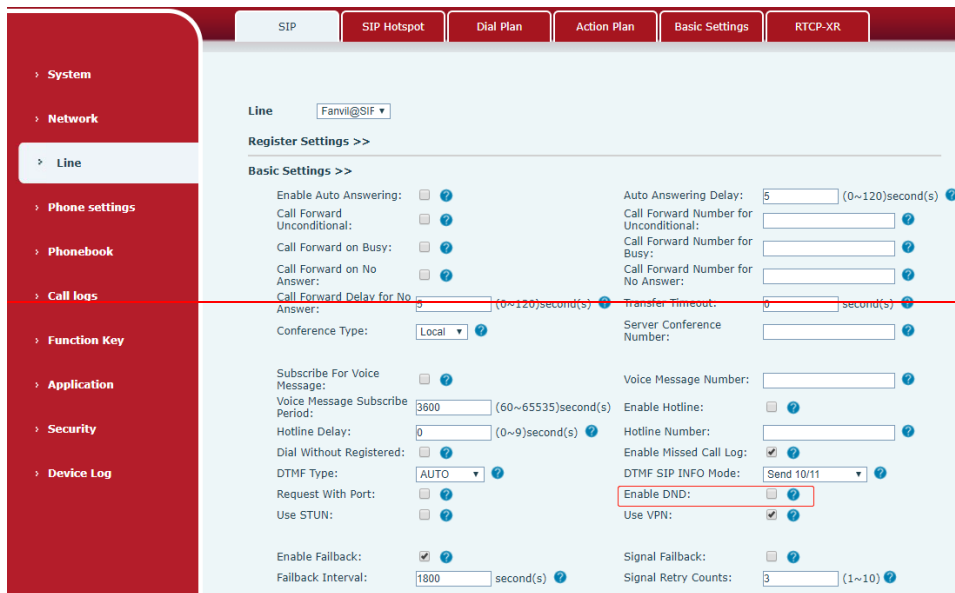 SIP
SIP Hotspot
Dial Plan
Action Plan
Basic Settings
RTCP-XR
› System
› Network
› Line
› Phone settings
› Phonebook
› Call logs
› Function Key
› Application
› Security
› Device Log
Line Fanvil@SIF
Register Settings >>
Basic Settings >>
Enable Auto Answering: ? Auto Answering Delay: 5 (0~120)second(s) ?
Call Forward Unconditional: ? Call Forward Number for Unconditional: ?
Call Forward on Busy: ? Call Forward Number for Busy: ?
Call Forward on No Answer: ? Call Forward Number for No Answer: ?
Call Forward Delay for No Answer: 5 (0~120)second(s) ? Transfer Timeout: 0 second(s) ?
Conference Type: Local ? Server Conference Number: ?
Subscribe For Voice Message: ? Voice Message Number: ?
Voice Message Subscribe Period: 3600 (60~65535)second(s) Enable Hotline: ?
Hotline Delay: 0 (0~9)second(s) ? Hotline Number: ?
Dial Without Registered: ? Enable Missed Call Log: ?
DTMF Type: AUTO ? DTMF SIP INFO Mode: Send 10/11 ?
Request With Port: ? Enable DND: ?
Use STUN: ? Use VPN: ?
Enable Failback: ? Signal Failback: ?
Failback Interval: 1800 second(s) ? Signal Retry Counts: 3 (1~10) ?